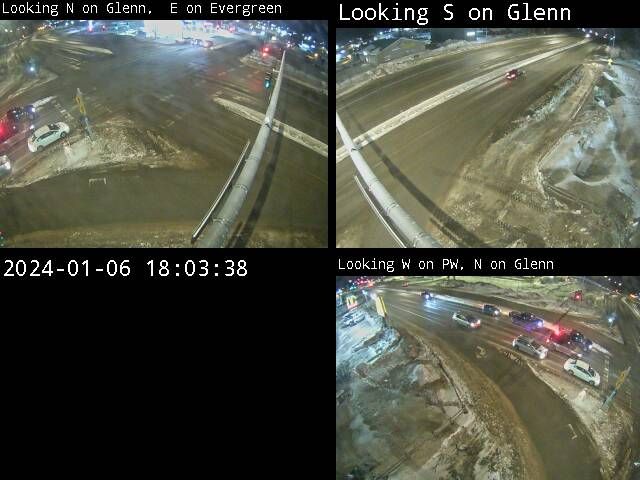 Looking N on Glenn, E on Evergreen
Looking S on Glenn
2024-01-06 18:03:38
Looking W on PW, N on Glenn